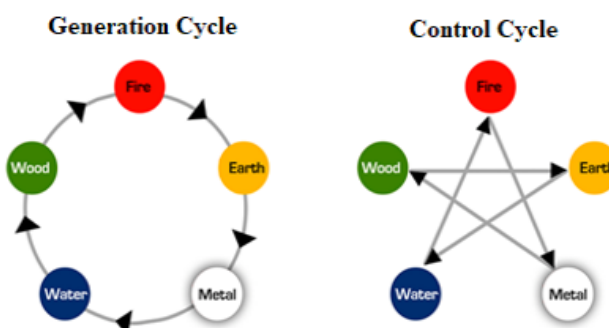 Generation Cycle
Control Cycle
Fire
Wood
Earth
Water
Metal
Fire
Wood
Earth
Water
Metal